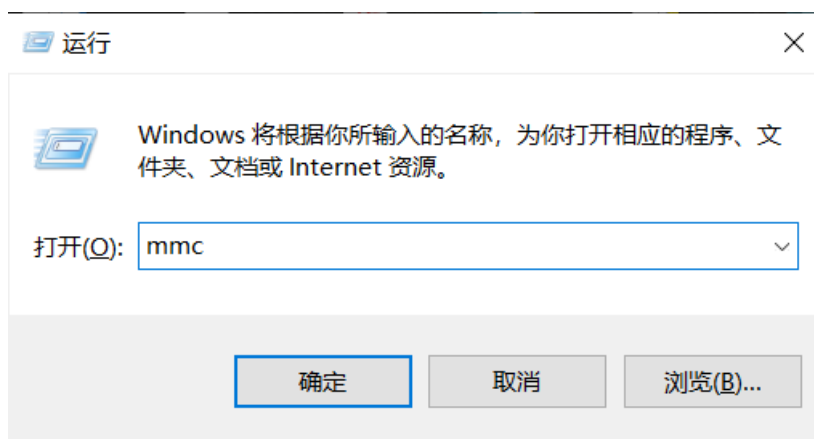 运行
Windows 将根据你所输入的名称，为你打开相应的程序、文
件夹、文档或 Internet 资源。
打开(O):
mmc
确定
取消
浏览(B)...